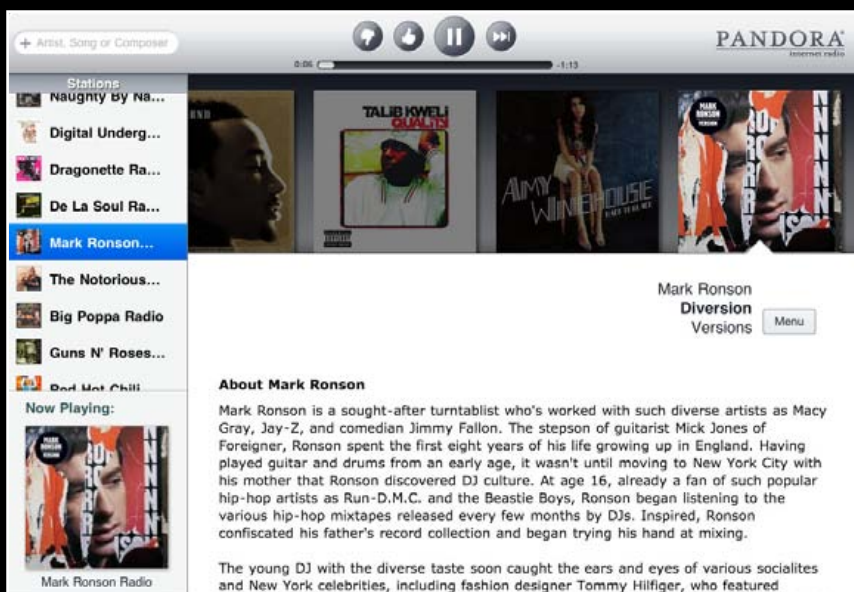 Artist, Song or Composer
PANDORA
internet radio
0:06
-1:13
Stations
Naughty By Na...
Digital Underg...
Dragonette Ra...
De La Soul Ra...
Mark Ronson...
The Notorious...
Big Poppa Radio
Guns N' Roses...
Red Hot Chili
Now Playing:
MARK
RONSON
VERSION
Mark Ronson Radio
TALIB KWELI
QUALITY
AMY
WINEHOUSE
BACK TO BLACK
MARK
RONSON
VERSION
Mark Ronson
Diversion
Versions
Menu
About Mark Ronson
Mark Ronson is a sought-after turntablist who's worked with such diverse artists as Macy
Gray, Jay-Z, and comedian Jimmy Fallon. The stepson of guitarist Mick Jones of
Foreigner, Ronson spent the first eight years of his life growing up in England. Having
played guitar and drums from an early age, it wasn't until moving to New York City with
his mother that Ronson discovered DJ culture. At age 16, already a fan of such popular
hip-hop artists as Run-D.M.C. and the Beastie Boys, Ronson began listening to the
various hip-hop mixtapes released every few months by DJs. Inspired, Ronson
confiscated his father's record collection and began trying his hand at mixing.
The young DJ with the diverse taste soon caught the ears and eyes of various socialites
and New York celebrities, including fashion designer Tommy Hilfiger, who featured